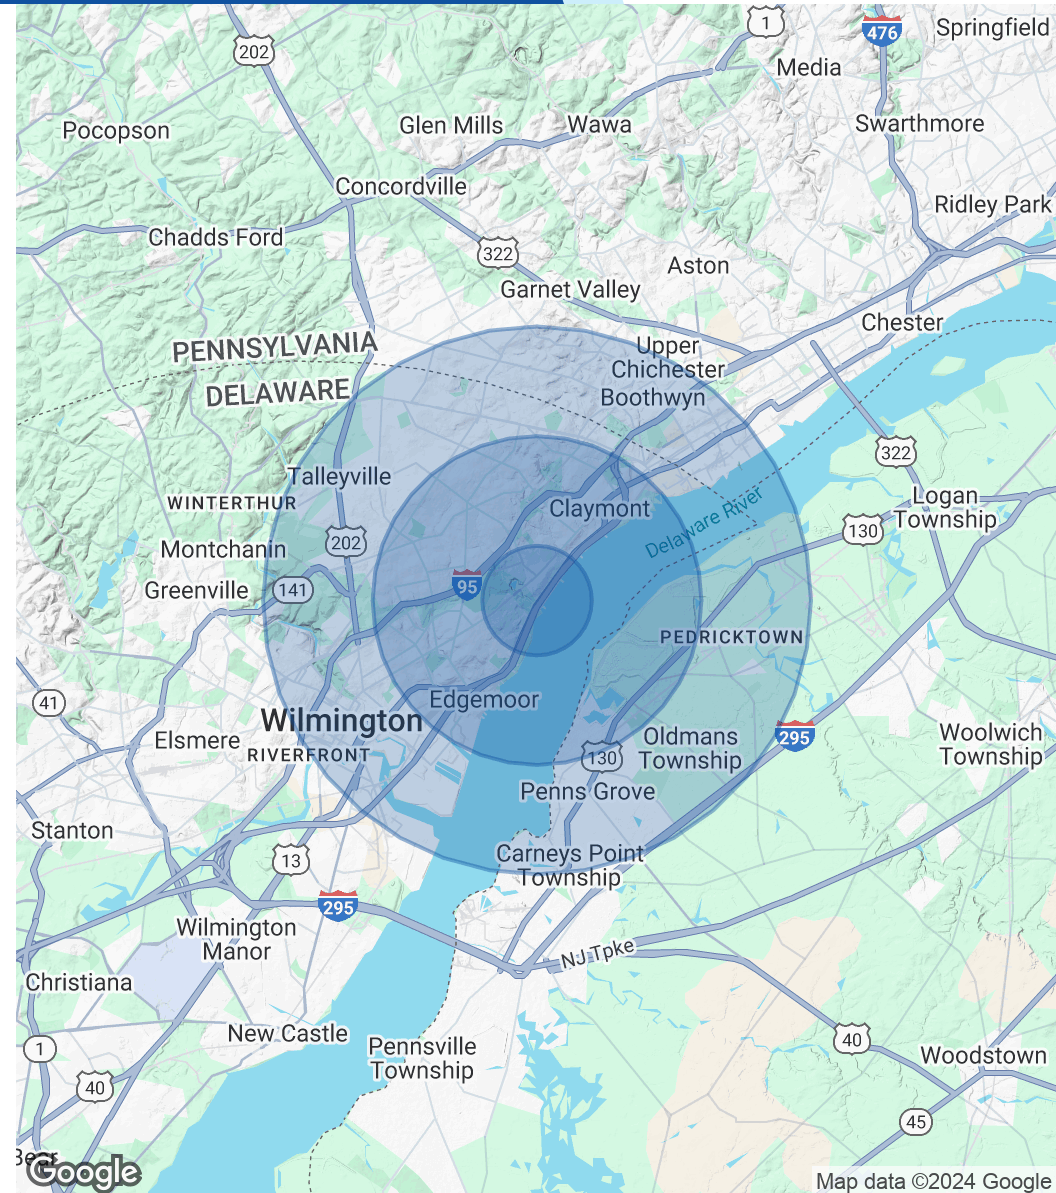 1
476
Springfield
202
Media
Pocopson
Glen Mills
Wawa
Swarthmore
Concordville
Ridley Park
Chadds Ford
322
Aston
Garnet Valley
Chester
PENNSYLVANIA
Upper
Chichester
DELAWARE
Boothwyn
322
Talleyville
WINTERTHUR
Claymont
Logan
Township
Delaware River
130
202
Montchanin
Greenville
141
95
PEDRICKTOWN
41
Edgemoor
Wilmington
Elsmere
RIVERFRONT
Oldmans
Township
295
Woolwich
Township
130
Penns Grove
Stanton
13
Carneys Point
Township
295
Wilmington
Manor
NJ Tpke
Christiana
New Castle
Pennsville
Township
1
40
40
Woodstown
45
Bear
Google
Map data ©2024 Google